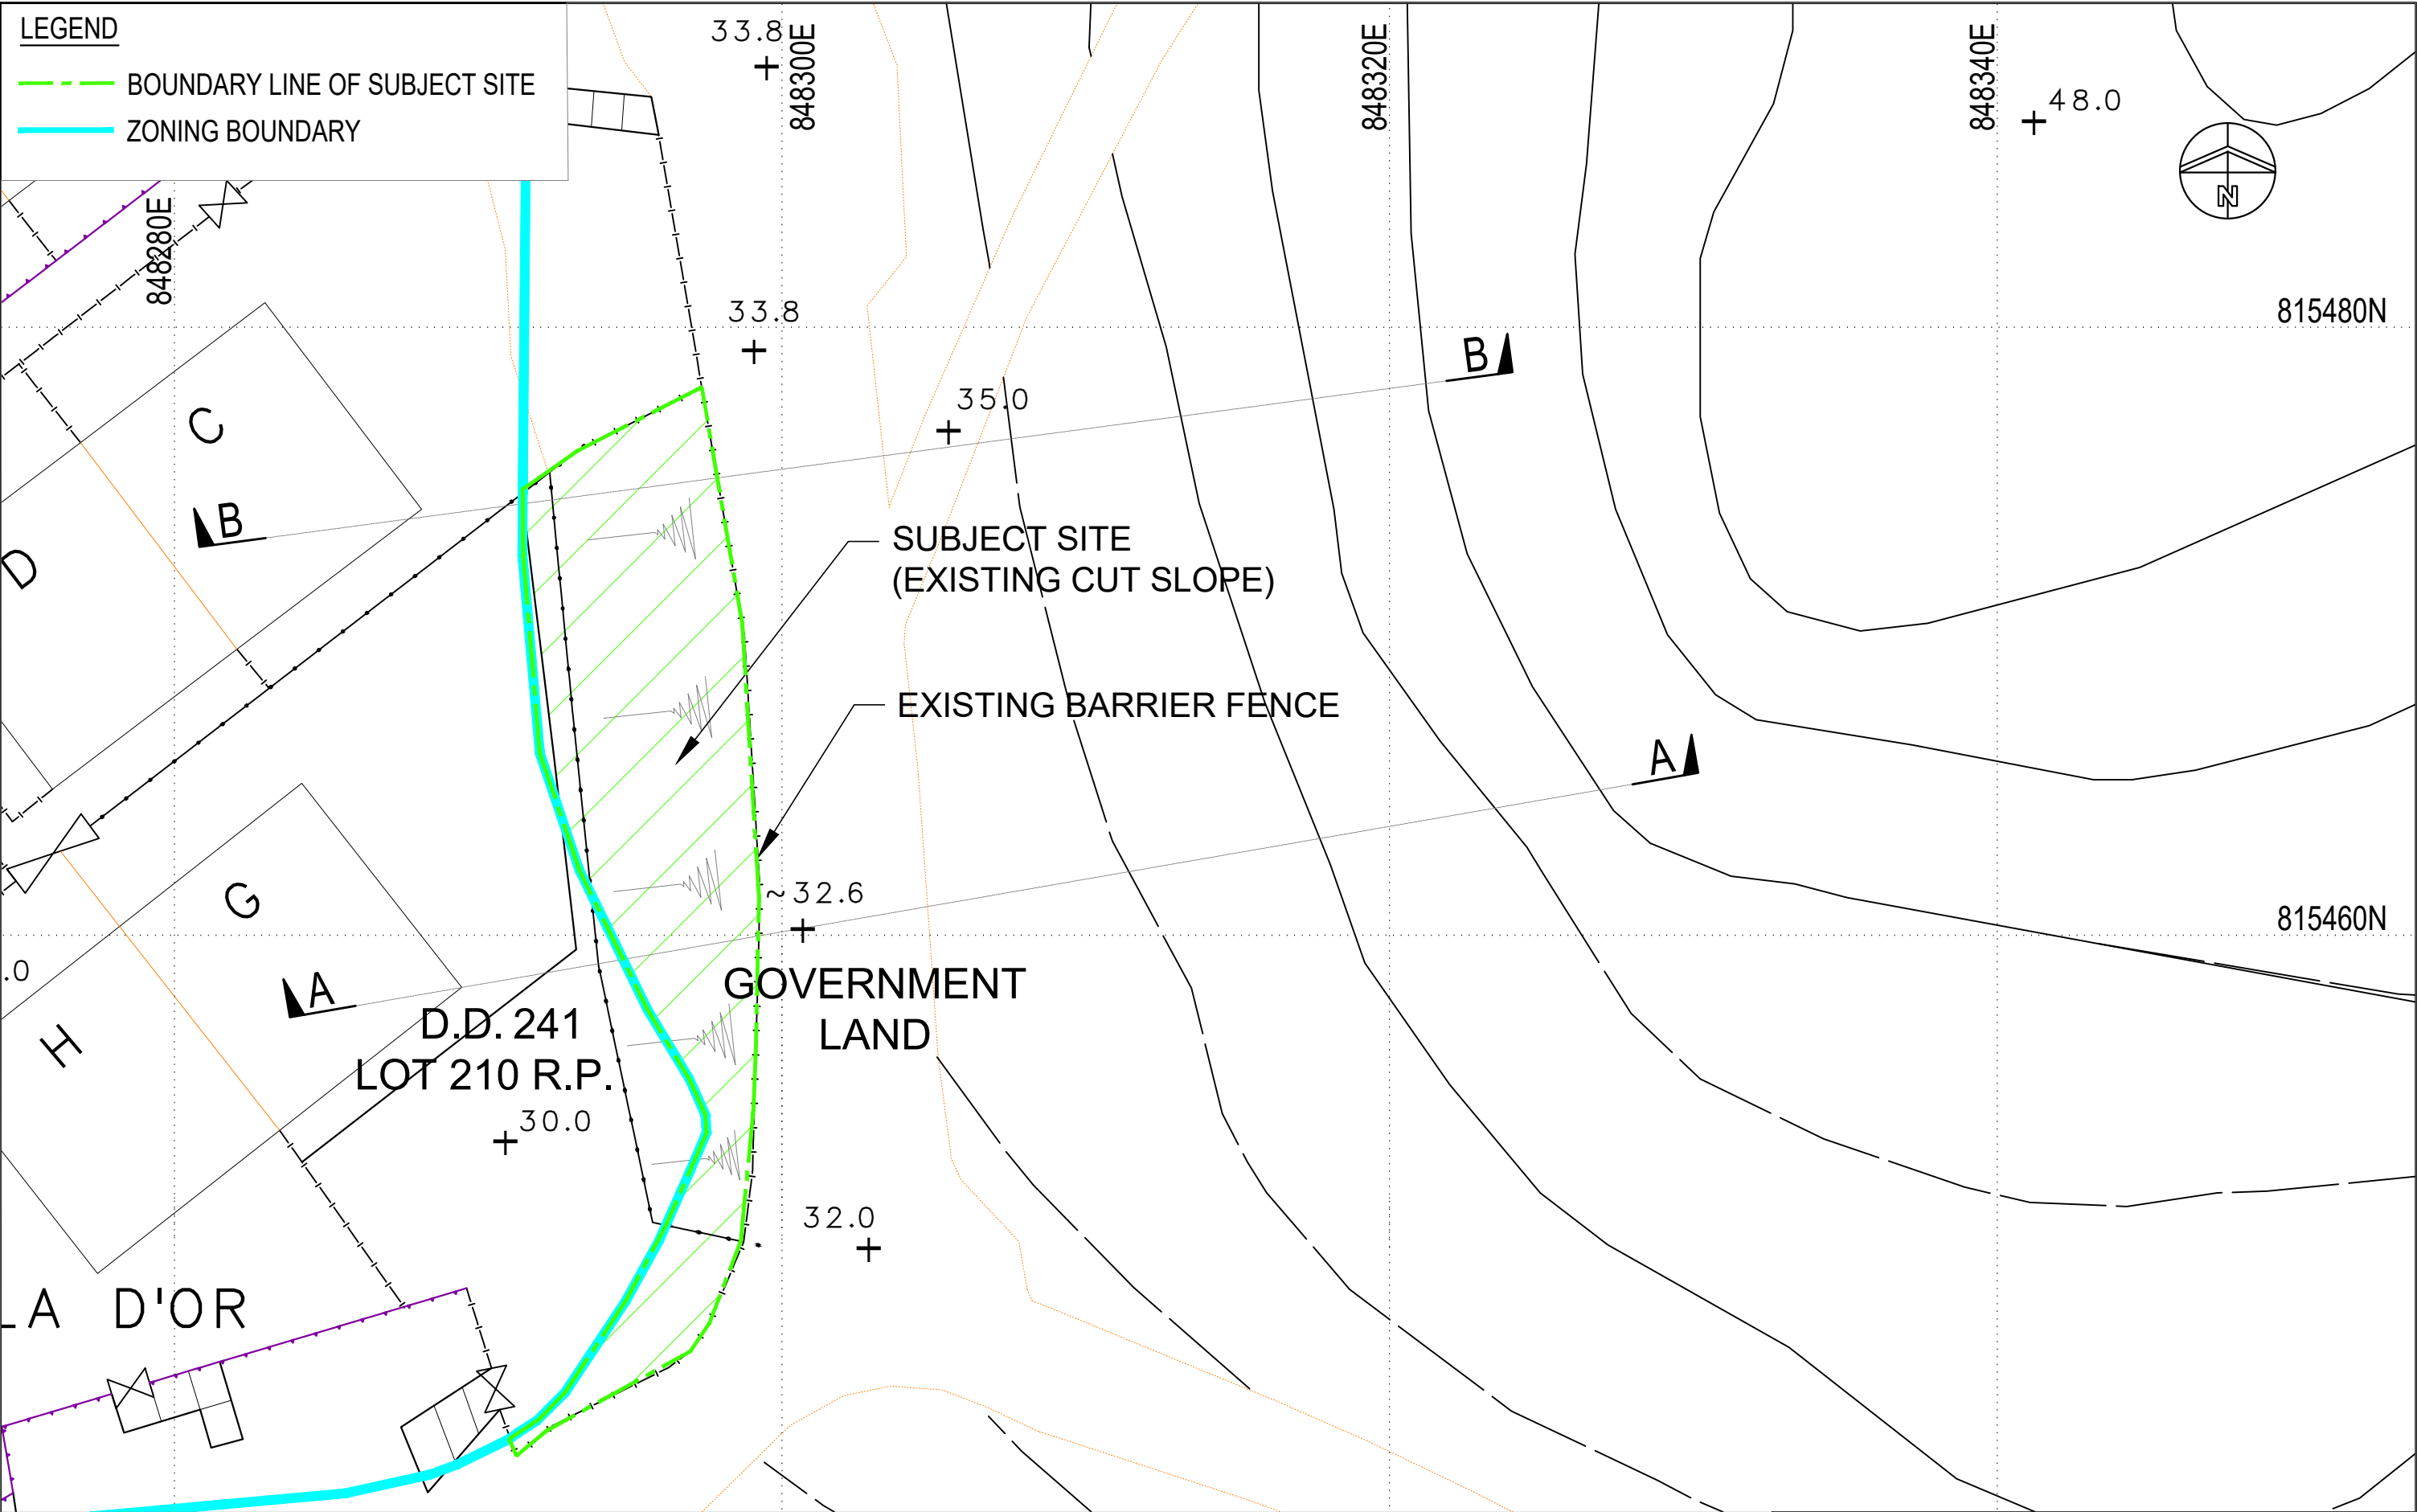 LEGEND
BOUNDARY LINE OF SUBJECT SITE
ZONING BOUNDARY
33.8
848300E
848320E
848340E
48.0
N
848280E
33.8
815480N
B
35.0
C
B
D
SUBJECT SITE
(EXISTING CUT SLOPE)
EXISTING BARRIER FENCE
A
G
~32.6
815460N
.0
A
GOVERNMENT
LAND
H
D.D. 241
LOT 210 R.P.
30.0
32.0
LA D'OR